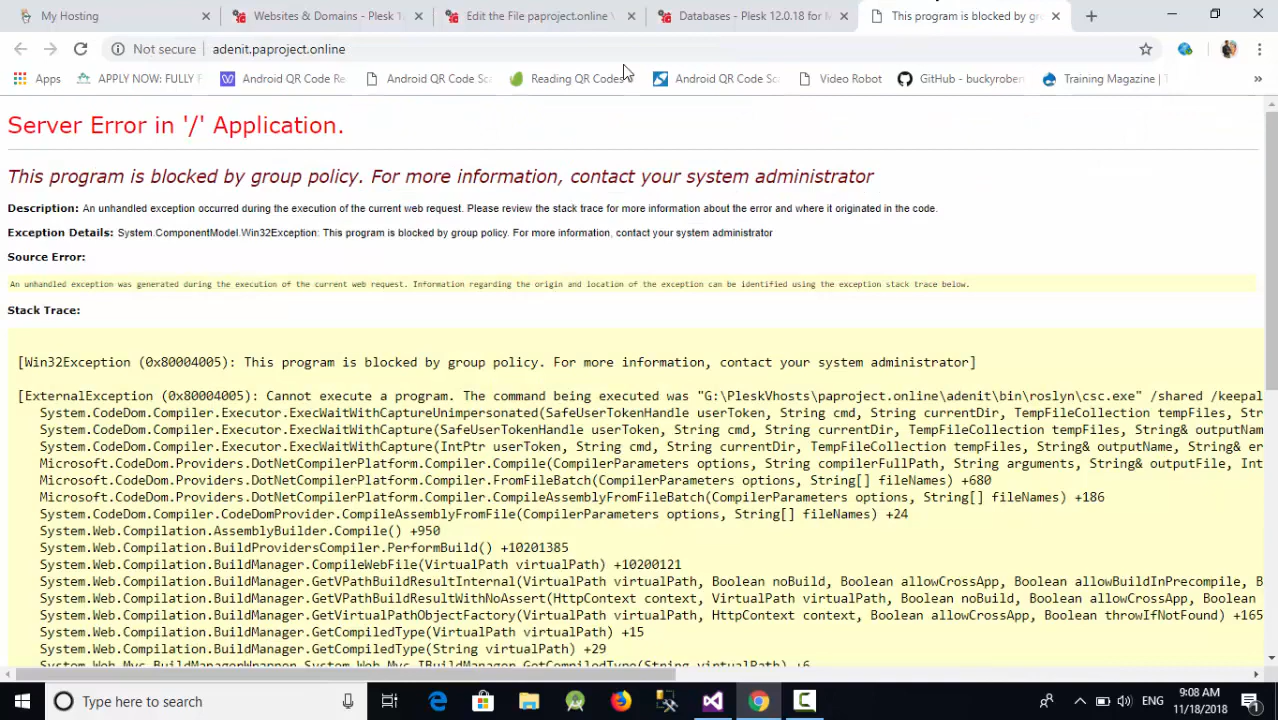 My Hosting
Websites & Domains - Plesk 12
Edit the File paproject.online \
Databases - Plesk 12.0.18 for M
This program is blocked by gro
Not secure
adenit.paproject.online
Apps
APPLY NOW: FULLY F
Android QR Code Re
Android QR Code Sca
Reading QR Codes
Android QR Code Sca
Video Robot
GitHub - buckyrober
Training Magazine | T
»
Server Error in '/' Application.
This program is blocked by group policy. For more information, contact your system administrator
Description: An unhandled exception occurred during the execution of the current web request. Please review the stack trace for more information about the error and where it originated in the code.
Exception Details: System.ComponentModel.Win32Exception: This program is blocked by group policy. For more information, contact your system administrator
Source Error:
An unhandled exception was generated during the execution of the current web request. Information regarding the origin and location of the exception can be identified using the exception stack trace below.
Stack Trace:
[Win32Exception (0x80004005): This program is blocked by group policy. For more information, contact your system administrator]
[ExternalException (0x80004005): Cannot execute a program. The command being executed was "G:\PleskVhosts\paproject.online\adenit\bin\roslyn\csc.exe" /shared /keepal
System.CodeDom.Compiler.Executor.ExecWaitWithCaptureUnimpersonated(SafeUserTokenHandle userToken, String cmd, String currentDir, TempFileCollection tempFiles, St
System.CodeDom.Compiler.Executor.ExecWaitWithCapture(SafeUserTokenHandle userToken, String cmd, String currentDir, TempFileCollection tempFiles, String& outputNam
System.CodeDom.Compiler.Executor.ExecWaitWithCapture(IntPtr userToken, String cmd, String currentDir, TempFileCollection tempFiles, String& outputName, String& er
Microsoft.CodeDom.Providers.DotNetCompilerPlatform.Compiler.Compile(CompilerParameters options, String compilerFullPath, String arguments, String& outputFile, Int
Microsoft.CodeDom.Providers.DotNetCompilerPlatform.Compiler.FromFileBatch(CompilerParameters options, String[] fileNames) +680
Microsoft.CodeDom.Providers.DotNetCompilerPlatform.Compiler.CompileAssemblyFromFileBatch(CompilerParameters options, String[] fileNames) +186
System.CodeDom.Compiler.CodeDomProvider.CompileAssemblyFromFile(CompilerParameters options, String[] fileNames) +24
System.Web.Compilation.AssemblyBuilder.Compile() +950
System.Web.Compilation.BuildProvidersCompiler.PerformBuild() +10201385
System.Web.Compilation.BuildManager.CompileWebFile(VirtualPath virtualPath) +10200121
System.Web.Compilation.BuildManager.GetVPathBuildResultInternal(VirtualPath virtualPath, Boolean noBuild, Boolean allowCrossApp, Boolean allowBuildInPrecompile, B
System.Web.Compilation.BuildManager.GetVPathBuildResultWithNoAssert(HttpContext context, VirtualPath virtualPath, Boolean noBuild, Boolean allowCrossApp, Boolean
System.Web.Compilation.BuildManager.GetVirtualPathObjectFactory(VirtualPath virtualPath, HttpContext context, Boolean allowCrossApp, Boolean throwIfNotFound) +165
System.Web.Compilation.BuildManager.GetCompiledType(VirtualPath virtualPath) +15
System.Web.Compilation.BuildManager.GetCompiledType(String virtualPath) +29
System.Web.Mvc.BuildManagerWrapper.System.Web.Mvc.IBuildManager.GetCompiledType(String virtualPath) +6
Type here to search
ENG
9:08 AM
11/18/2018
1